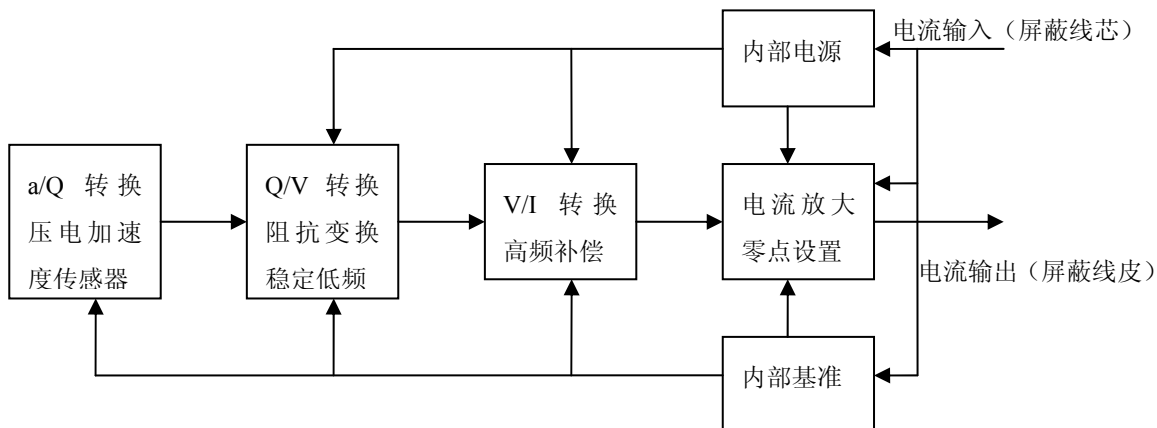 电流输入（屏蔽线芯）
内部电源
a/Q 转换
压电加速
度传感器
Q/V 转换
阻抗变换
稳定低频
V/I 转换
高频补偿
电流放大
零点设置
电流输出（屏蔽线皮）
内部基准